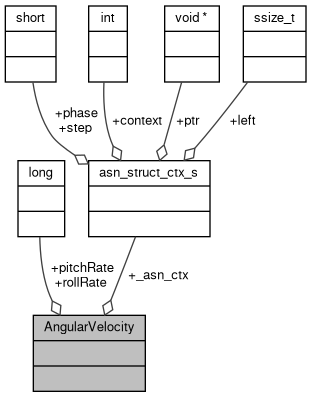 short
int
void *
ssize_t
+phase
+step
+context
+ptr
+left
long
asn_struct_ctx_s
+pitchRate
+rollRate
+_asn_ctx
AngularVelocity